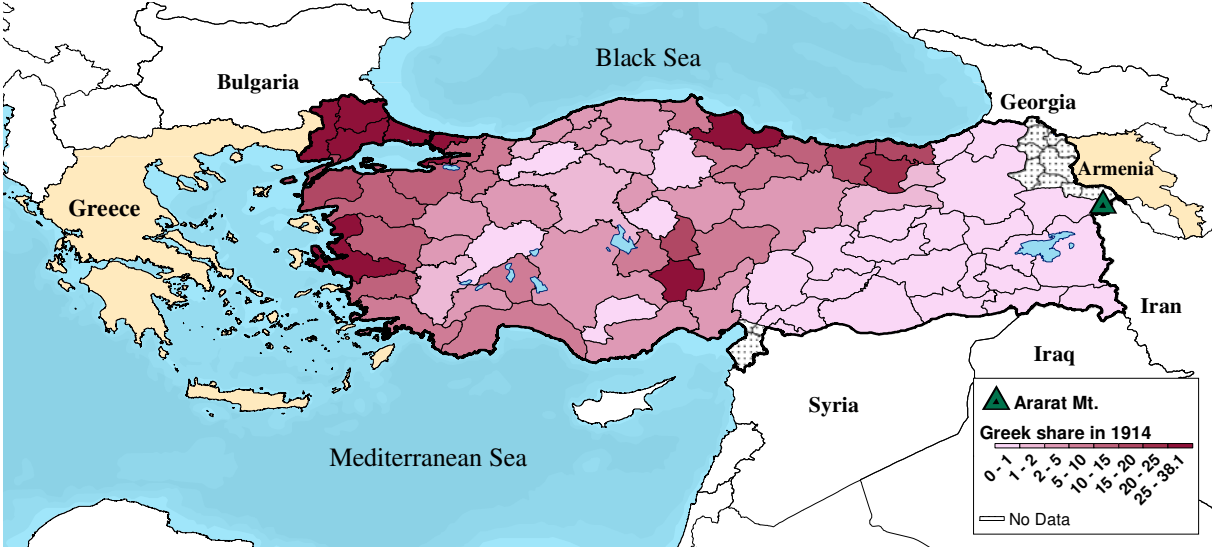 Black Sea
Bulgaria
Georgia
Armenia
Greece
Iran
Iraq
Syria
Mediterranean Sea
Ararat Mt.
Greek share in 1914
0 - 1
1 - 2
2 - 5
5 - 10
10 - 15
15 - 20
20 - 25
25 - 38.1
No Data